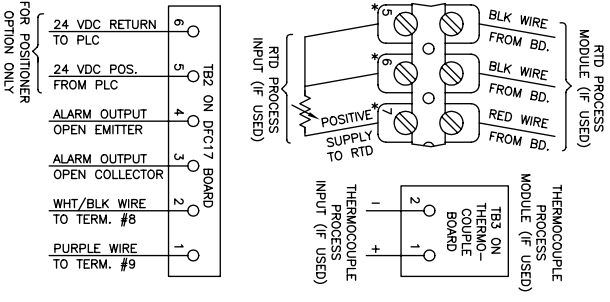 FOR POSITIONER
OPTION ONLY
24 VDC RETURN
TO PLC
6
24 VDC POS.
FROM PLC
5
ALARM OUTPUT
OPEN EMITTER
4
ALARM OUTPUT
OPEN COLLECTOR
3
WHT/BLK WIRE
TO TERM. #8
2
PURPLE WIRE
TO TERM. #9
1
TB2 ON DFC17 BOARD
RTD PROCESS
INPUT (IF
USED)
* 5
* 6
* 7
POSITIVE
SUPPLY
TO RTD
BLK WIRE
FROM BD.
BLK WIRE
FROM BD.
RED WIRE
FROM BD.
RTD PROCESS
MODULE (IF
USED)
THERMOCOUPLE
PROCESS
INPUT (IF
USED)
-
+
2
1
TB3 ON
THERMO-
COUPLE
BOARD
THERMOCOUPLE
PROCESS
MODULE (IF
USED)